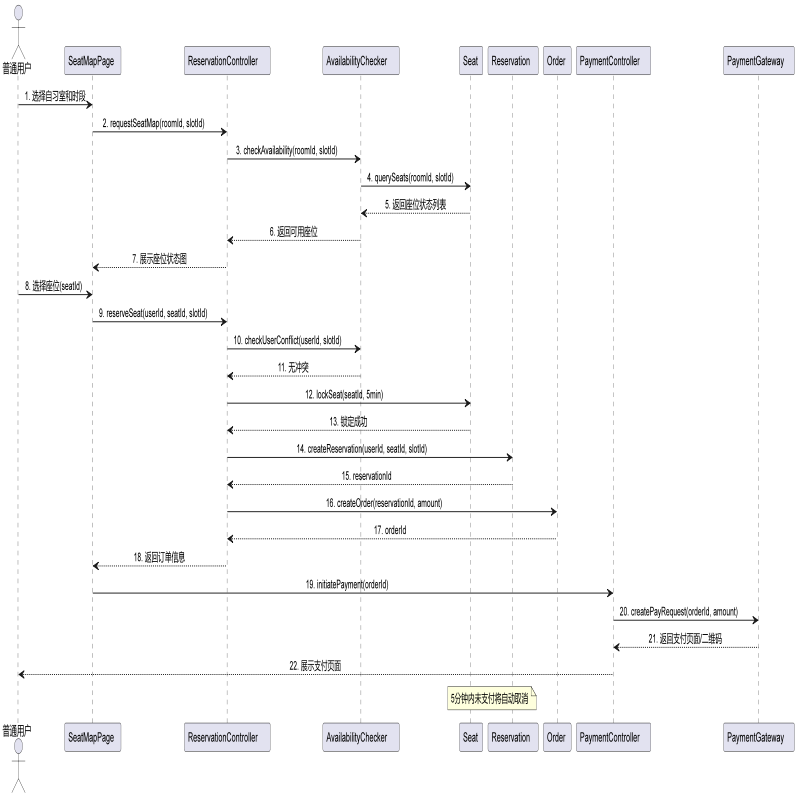 普通用户
SeatMapPage
ReservationController
AvailabilityChecker
Seat
Reservation
Order
PaymentController
PaymentGateway
1. 选择自习室和时段
2. requestSeatMap(roomId, slotId)
3. checkAvailability(roomId, slotId)
4. querySeats(roomId, slotId)
5. 返回座位状态列表
6. 返回可用座位
7. 展示座位状态图
8. 选择座位(seatId)
9. reserveSeat(userId, seatId, slotId)
10. checkUserConflict(userId, slotId)
11. 无冲突
12. lockSeat(seatId, 5min)
13. 锁定成功
14. createReservation(userId, seatId, slotId)
15. reservationId
16. createOrder(reservationId, amount)
17. orderId
18. 返回订单信息
19. initiatePayment(orderId)
20. createPayRequest(orderId, amount)
21. 返回支付页面/二维码
22. 展示支付页面
5分钟内未支付将自动取消
普通用户
SeatMapPage
ReservationController
AvailabilityChecker
Seat
Reservation
Order
PaymentController
PaymentGateway